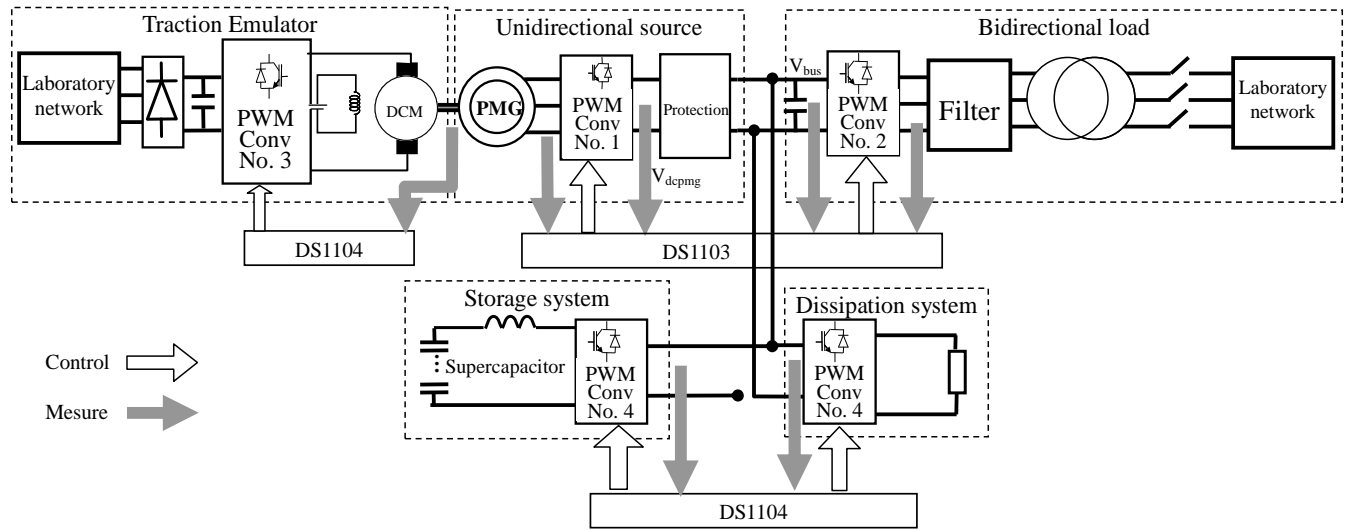 Traction Emulator
Laboratory
network
PWM
Conv
No. 3
DCM
Unidirectional source
PMG
PWM
Conv
No. 1
Protection
V_dcpmg
Bidirectional load
V_bus
PWM
Conv
No. 2
Filter
Laboratory
network
DS1104
DS1103
Storage system
Supercapacitor
PWM
Conv
No. 4
Dissipation system
PWM
Conv
No. 4
Control
Mesure
DS1104